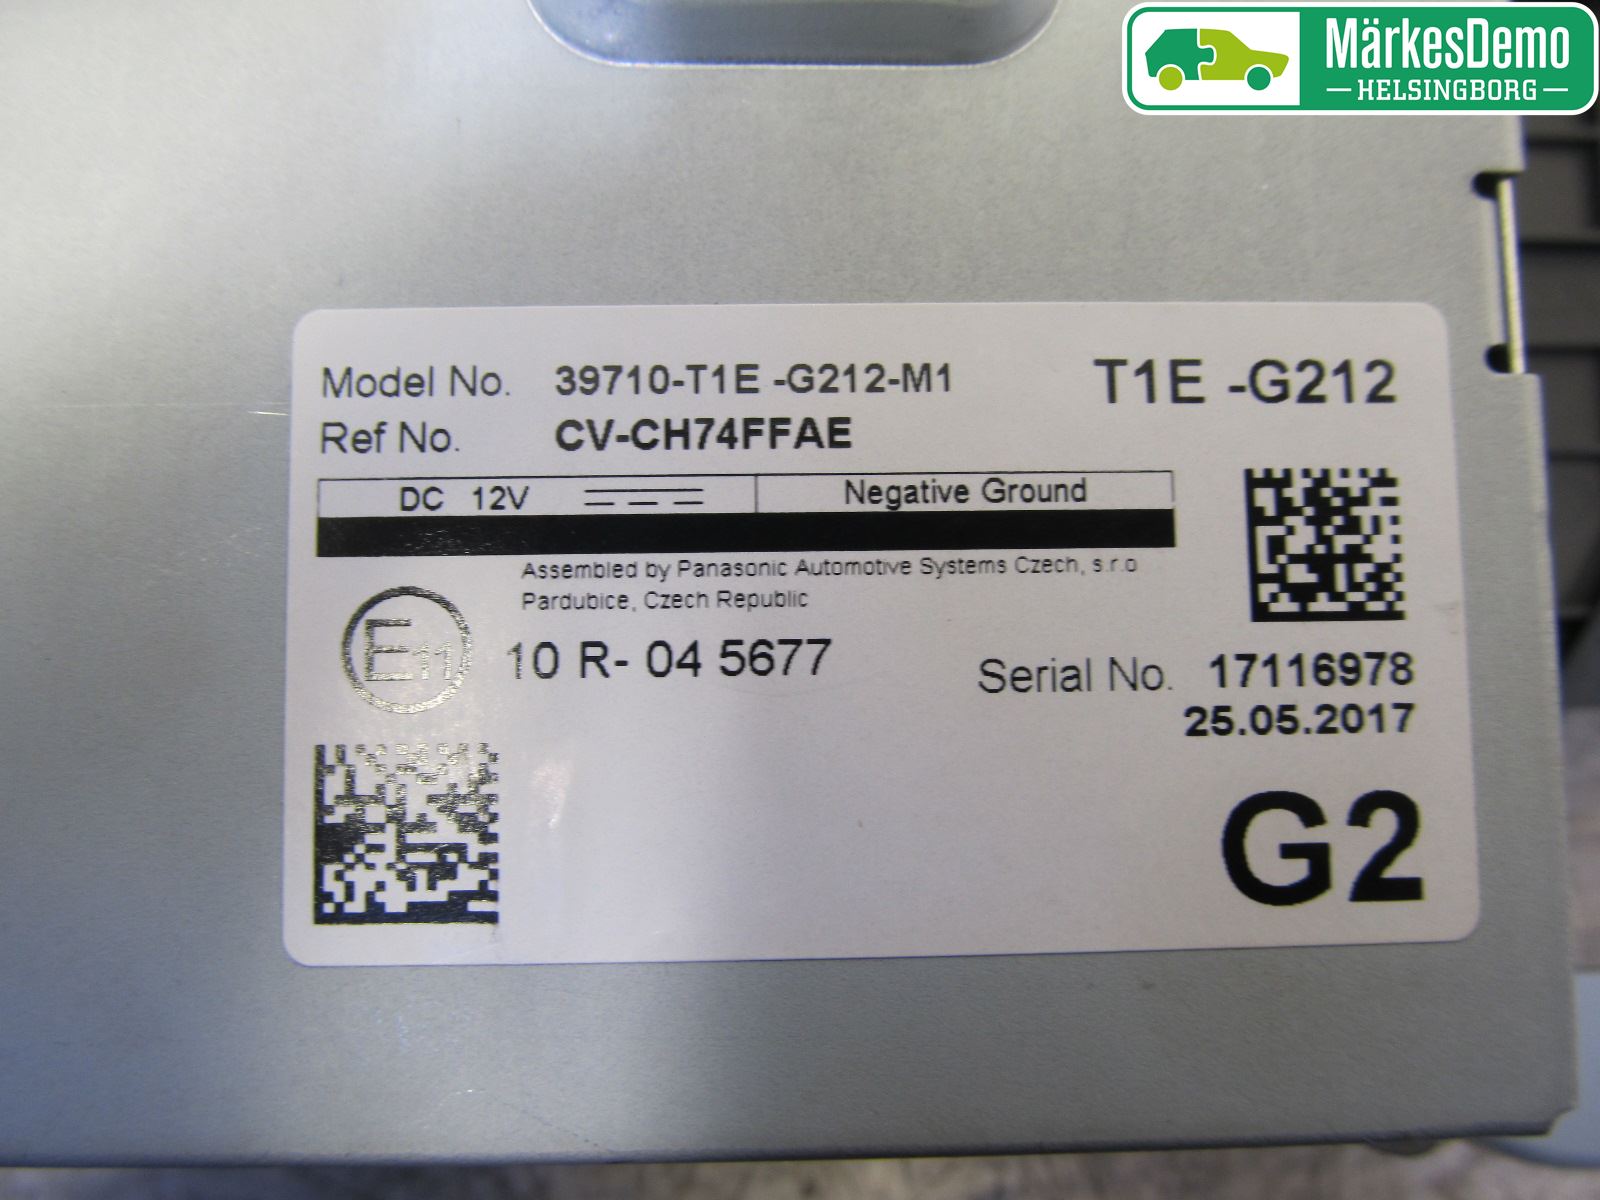 MärkesDemo
HELSINGBORG
Model No. 39710-T1E -G212-M1 T1E -G212
Ref No. CV-CH74FFAE
DC 12V Negative Ground
Assembled by Panasonic Automotive Systems Czech, s.r.o
Pardubice, Czech Republic
E11 10 R- 04 5677
Serial No. 17116978
25.05.2017
G2